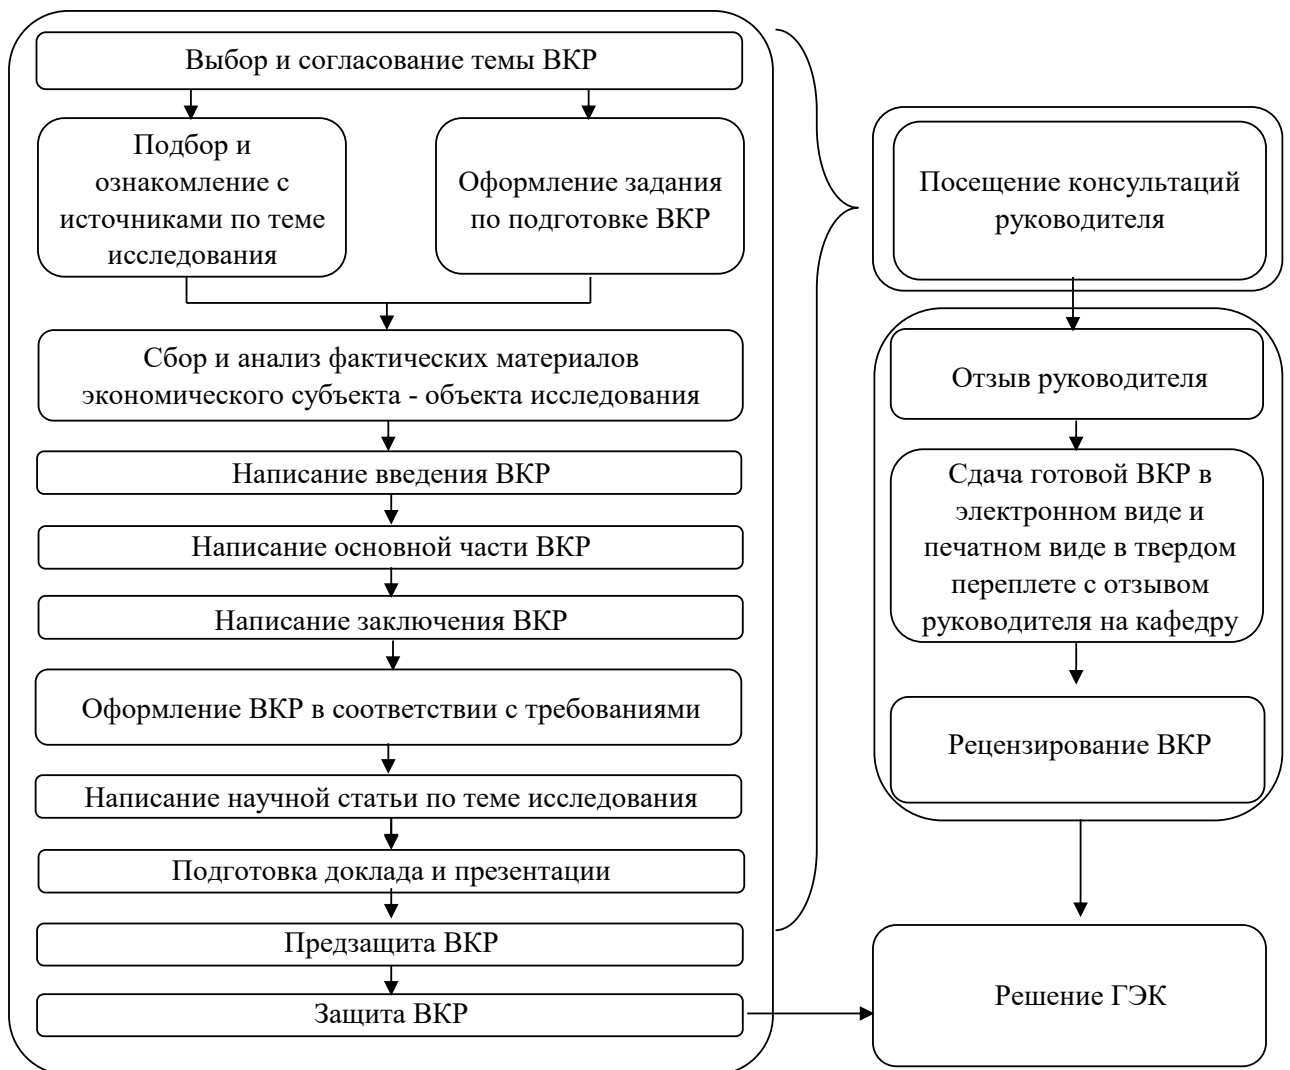 Выбор и согласование темы ВКР
Подбор и
ознакомление с
источниками по теме
исследования
Оформление задания
по подготовке ВКР
Сбор и анализ фактических материалов
экономического субъекта - объекта исследования
Написание введения ВКР
Написание основной части ВКР
Написание заключения ВКР
Оформление ВКР в соответствии с требованиями
Написание научной статьи по теме исследования
Подготовка доклада и презентации
Предзащита ВКР
Защита ВКР
Посещение консультаций
руководителя
Отзыв руководителя
Сдача готовой ВКР в
электронном виде и
печатном виде в твердом
переплете с отзывом
руководителя на кафедру
Рецензирование ВКР
Решение ГЭК